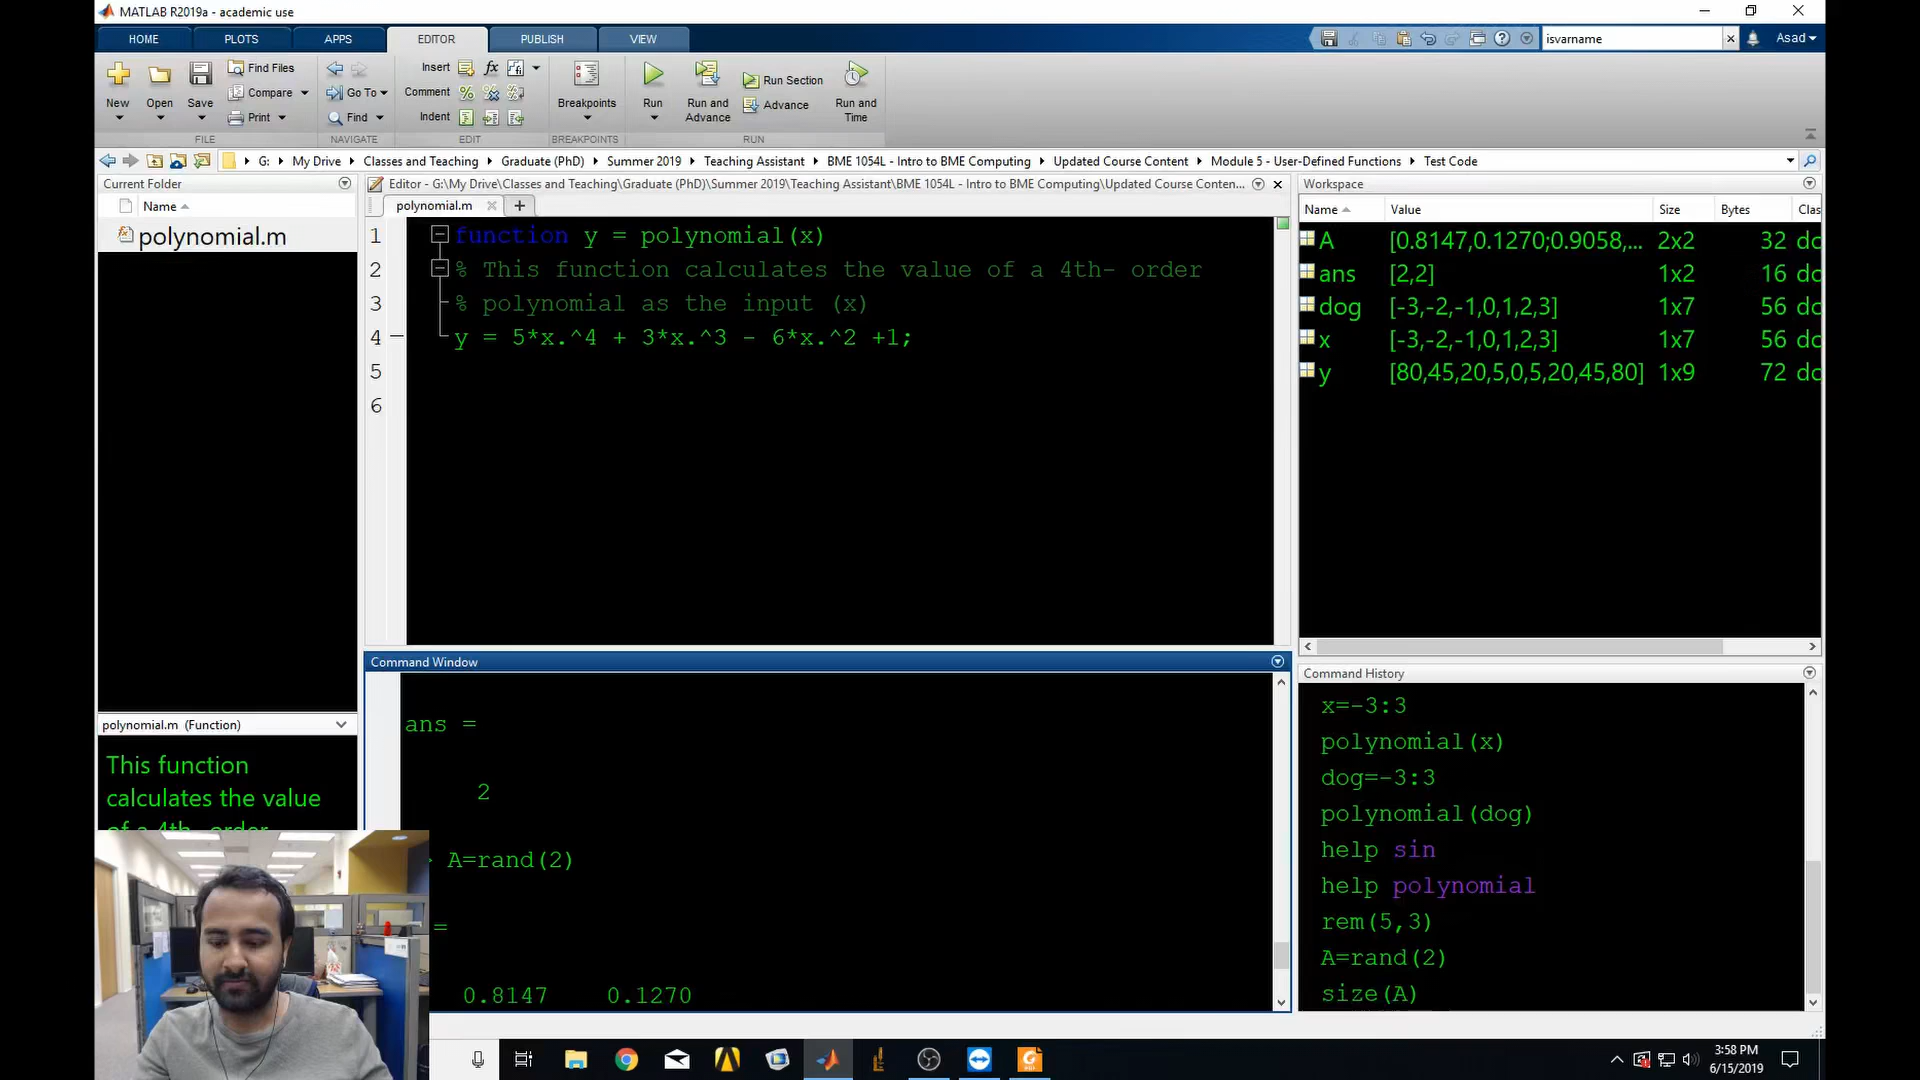 MATLAB R2019a - academic use
HOME PLOTS APPS EDITOR PUBLISH VIEW isvarname Asad
New Open Save Find Files Compare Print Go To Find Insert Comment Indent Breakpoints Run Run and Advance Run Section Advance Run and Time
FILE NAVIGATE EDIT BREAKPOINTS RUN
G: My Drive Classes and Teaching Graduate (PhD) Summer 2019 Teaching Assistant BME 1054L - Intro to BME Computing Updated Course Content Module 5 - User-Defined Functions Test Code
Current Folder
Name
polynomial.m
polynomial.m (Function)
This function
calculates the value
of a 4th- order
Editor - G:\My Drive\Classes and Teaching\Graduate (PhD)\Summer 2019\Teaching Assistant\BME 1054L - Intro to BME Computing\Updated Course Conten...
polynomial.m
1 function y = polynomial(x)
2 % This function calculates the value of a 4th- order
3 % polynomial as the input (x)
4 y = 5*x.^4 + 3*x.^3 - 6*x.^2 +1;
5
6
Command Window
ans =
2
A=rand(2)
=
0.8147 0.1270
Workspace
Name Value Size Bytes Clas
A [0.8147,0.1270;0.9058,... 2x2 32 dc
ans [2,2] 1x2 16 dc
dog [-3,-2,-1,0,1,2,3] 1x7 56 dc
x [-3,-2,-1,0,1,2,3] 1x7 56 dc
y [80,45,20,5,0,5,20,45,80] 1x9 72 dc
Command History
x=-3:3
polynomial(x)
dog=-3:3
polynomial(dog)
help sin
help polynomial
rem(5,3)
A=rand(2)
size(A)
3:58 PM
6/15/2019